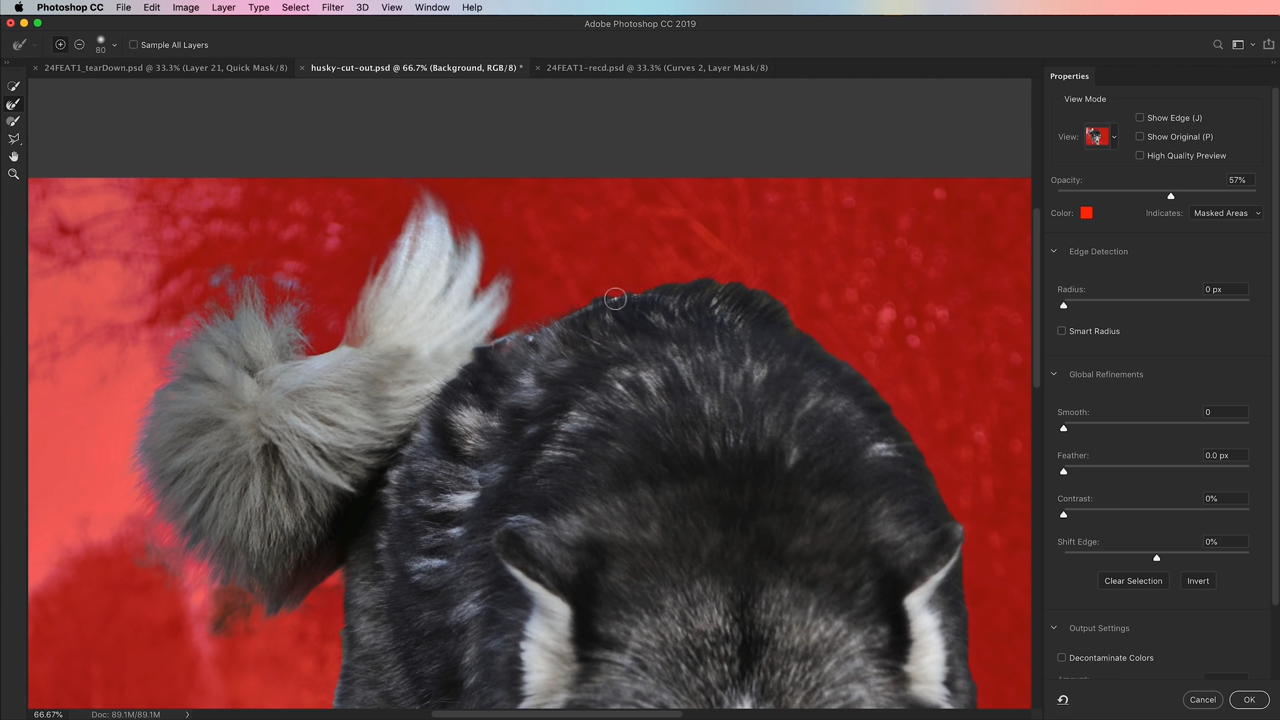 Photoshop CC File Edit Image Layer Type Select Filter 3D View Window Help
Adobe Photoshop CC 2019
80 Sample All Layers
24FEAT1_tearDown.psd @ 33.3% (Layer 21, Quick Mask/8) husky-cut-out.psd @ 66.7% (Background, RGB/8) * 24FEAT1-recd.psd @ 33.3% (Curves 2, Layer Mask/8)
Properties
View Mode
Show Edge (J)
View: Show Original (P)
High Quality Preview
Opacity: 57%
Color: Indicates: Masked Areas
Edge Detection
Radius: 0 px
Smart Radius
Global Refinements
Smooth: 0
Feather: 0.0 px
Contrast: 0%
Shift Edge: 0%
Clear Selection Invert
Output Settings
Decontaminate Colors
Cancel OK
66.67% Doc: 89.1M/89.1M